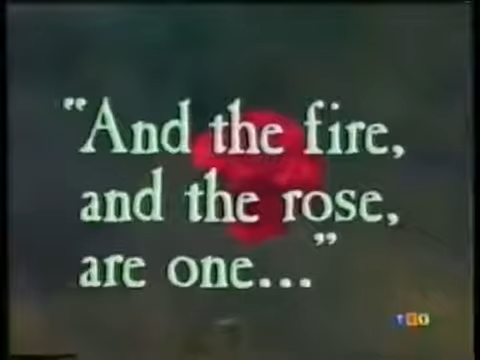 "And the fire,
and the rose,
are one..."